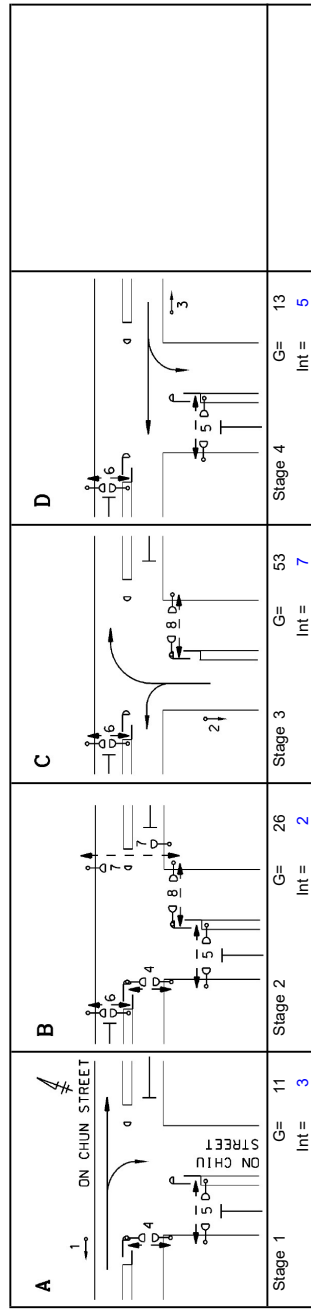 A
ON CHUN STREET
1
4
ON CHIU
STREET
5
Stage 1 G= 11
Int = 3
B
6
7
7
4
8
5
Stage 2 G= 26
Int = 2
C
6
8
2
Stage 3 G= 53
Int = 7
D
6
3
5
Stage 4 G= 13
Int = 5